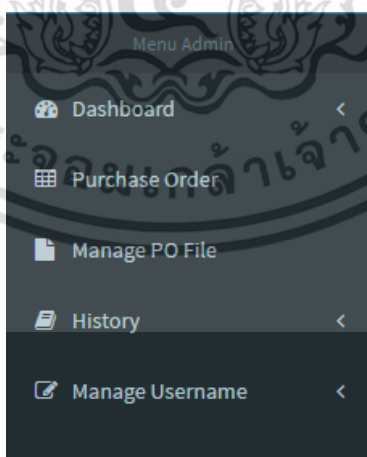 Menu Admin
Dashboard
Purchase Order
Manage PO File
History
Manage Username